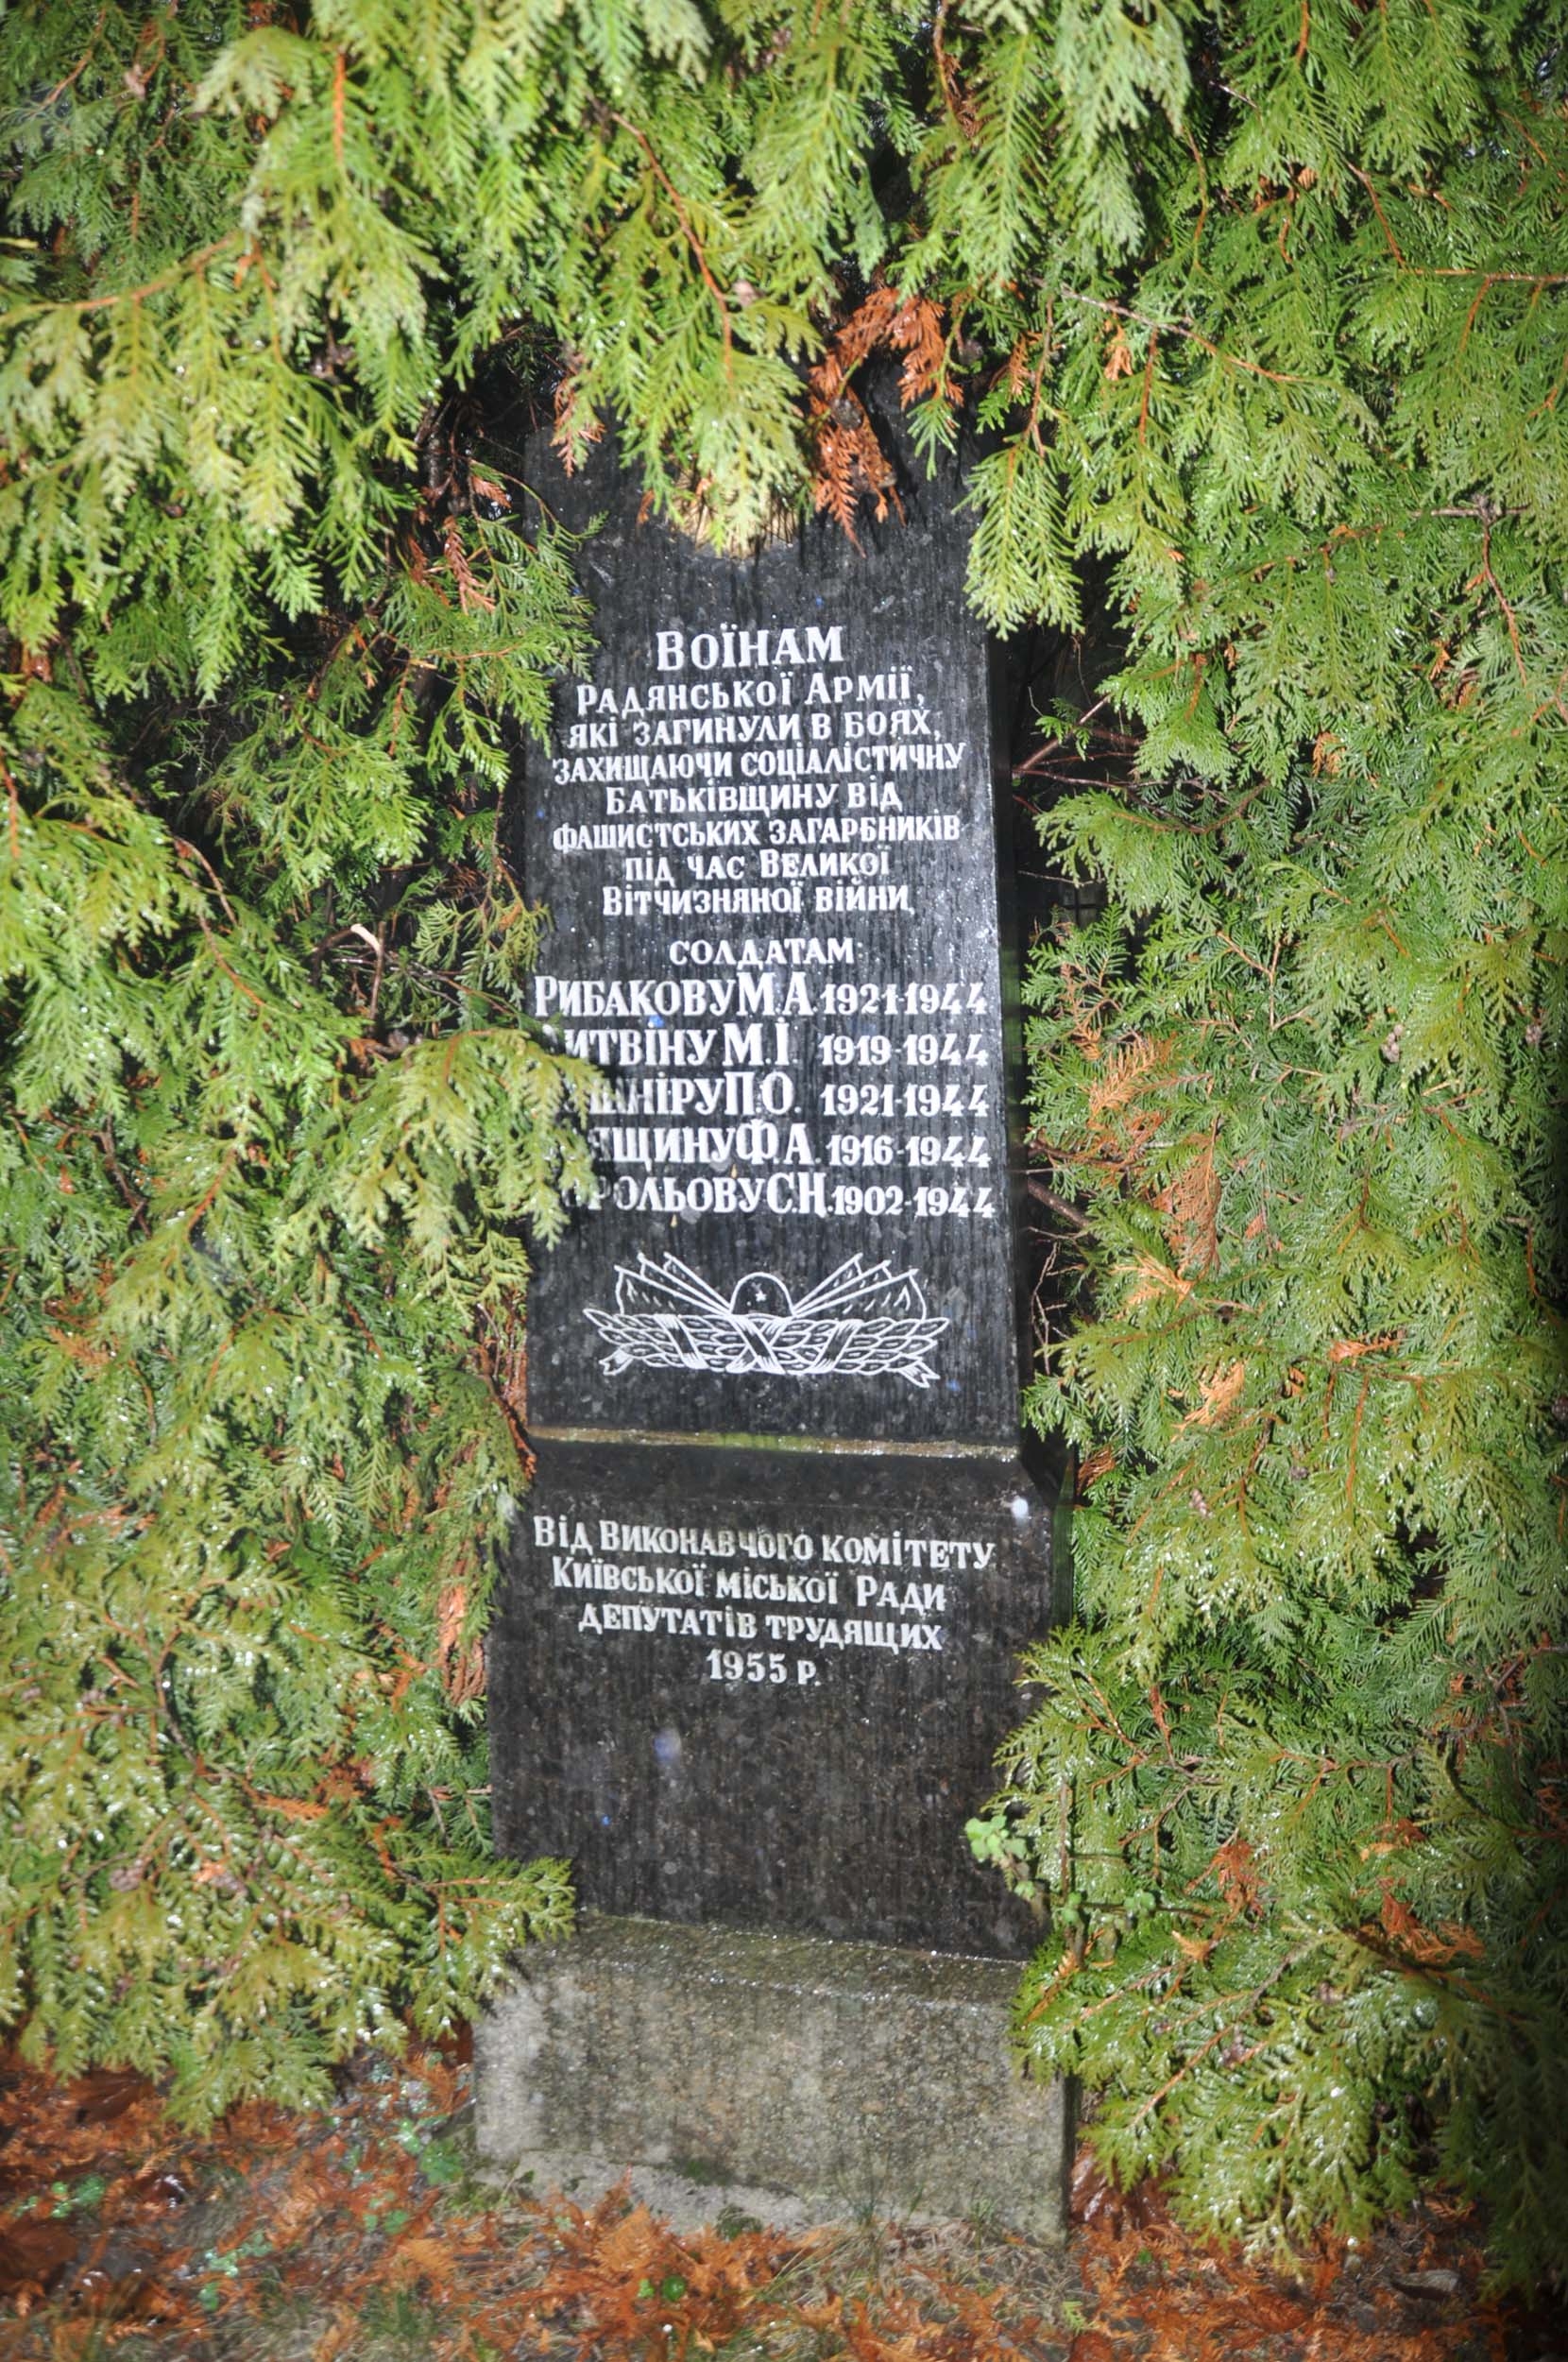 Воїнам
Радянської Армії,
які загинули в боях,
захищаючи соціалістичну
Батьківщину від
фашистських загарбників
під час Великої
Вітчизняної війни,
солдатам
Рибакову М.А. 1921-1944
М.І. 1919-1944
П.О. 1921-1944
Ф.А. 1916-1944
С.Н. 1902-1944
Від Виконавчого комітету
Київської міської Ради
депутатів трудящих
1955 р.